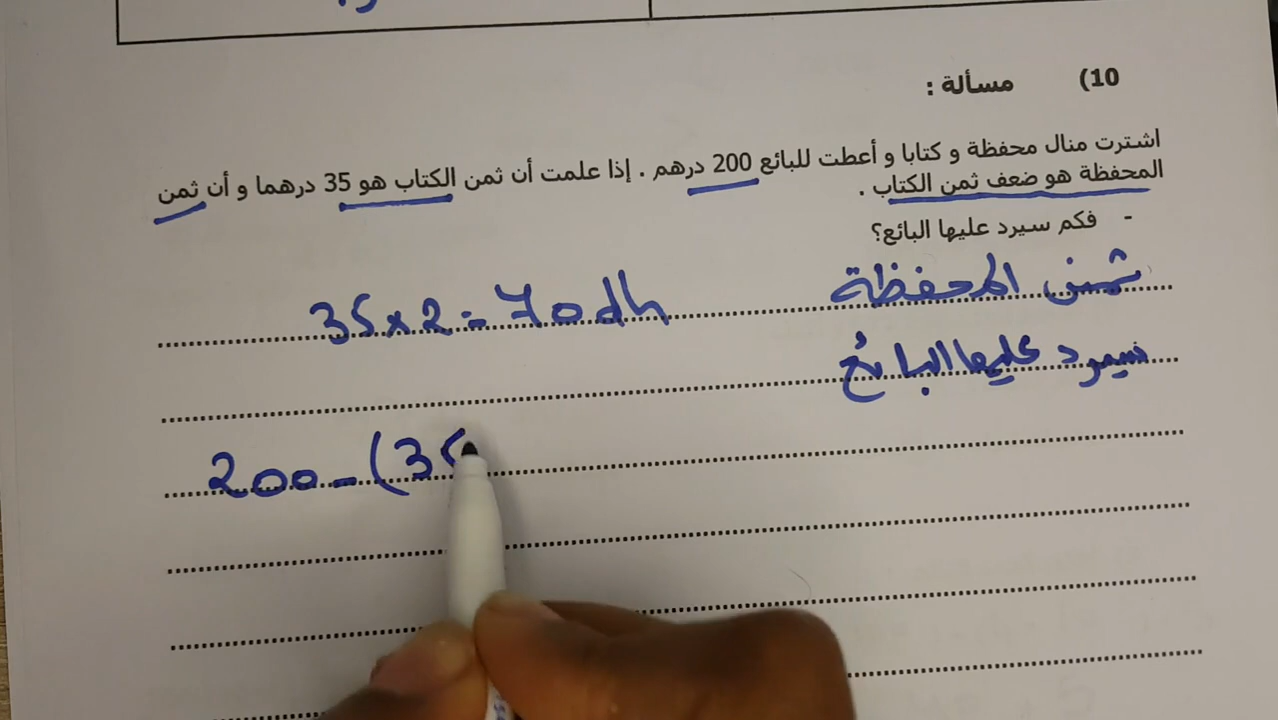 10) مسألة :
اشترت منال محفظة و كتابا و أعطت للبائع 200 درهم . إذا علمت أن ثمن الكتاب هو 35 درهما و أن ثمن
المحفظة هو ضعف ثمن الكتاب .
- فكم سيرد عليها البائع؟
ثمن المحفظة 35x2=70dh
سيرد عليها البائع
200-(35